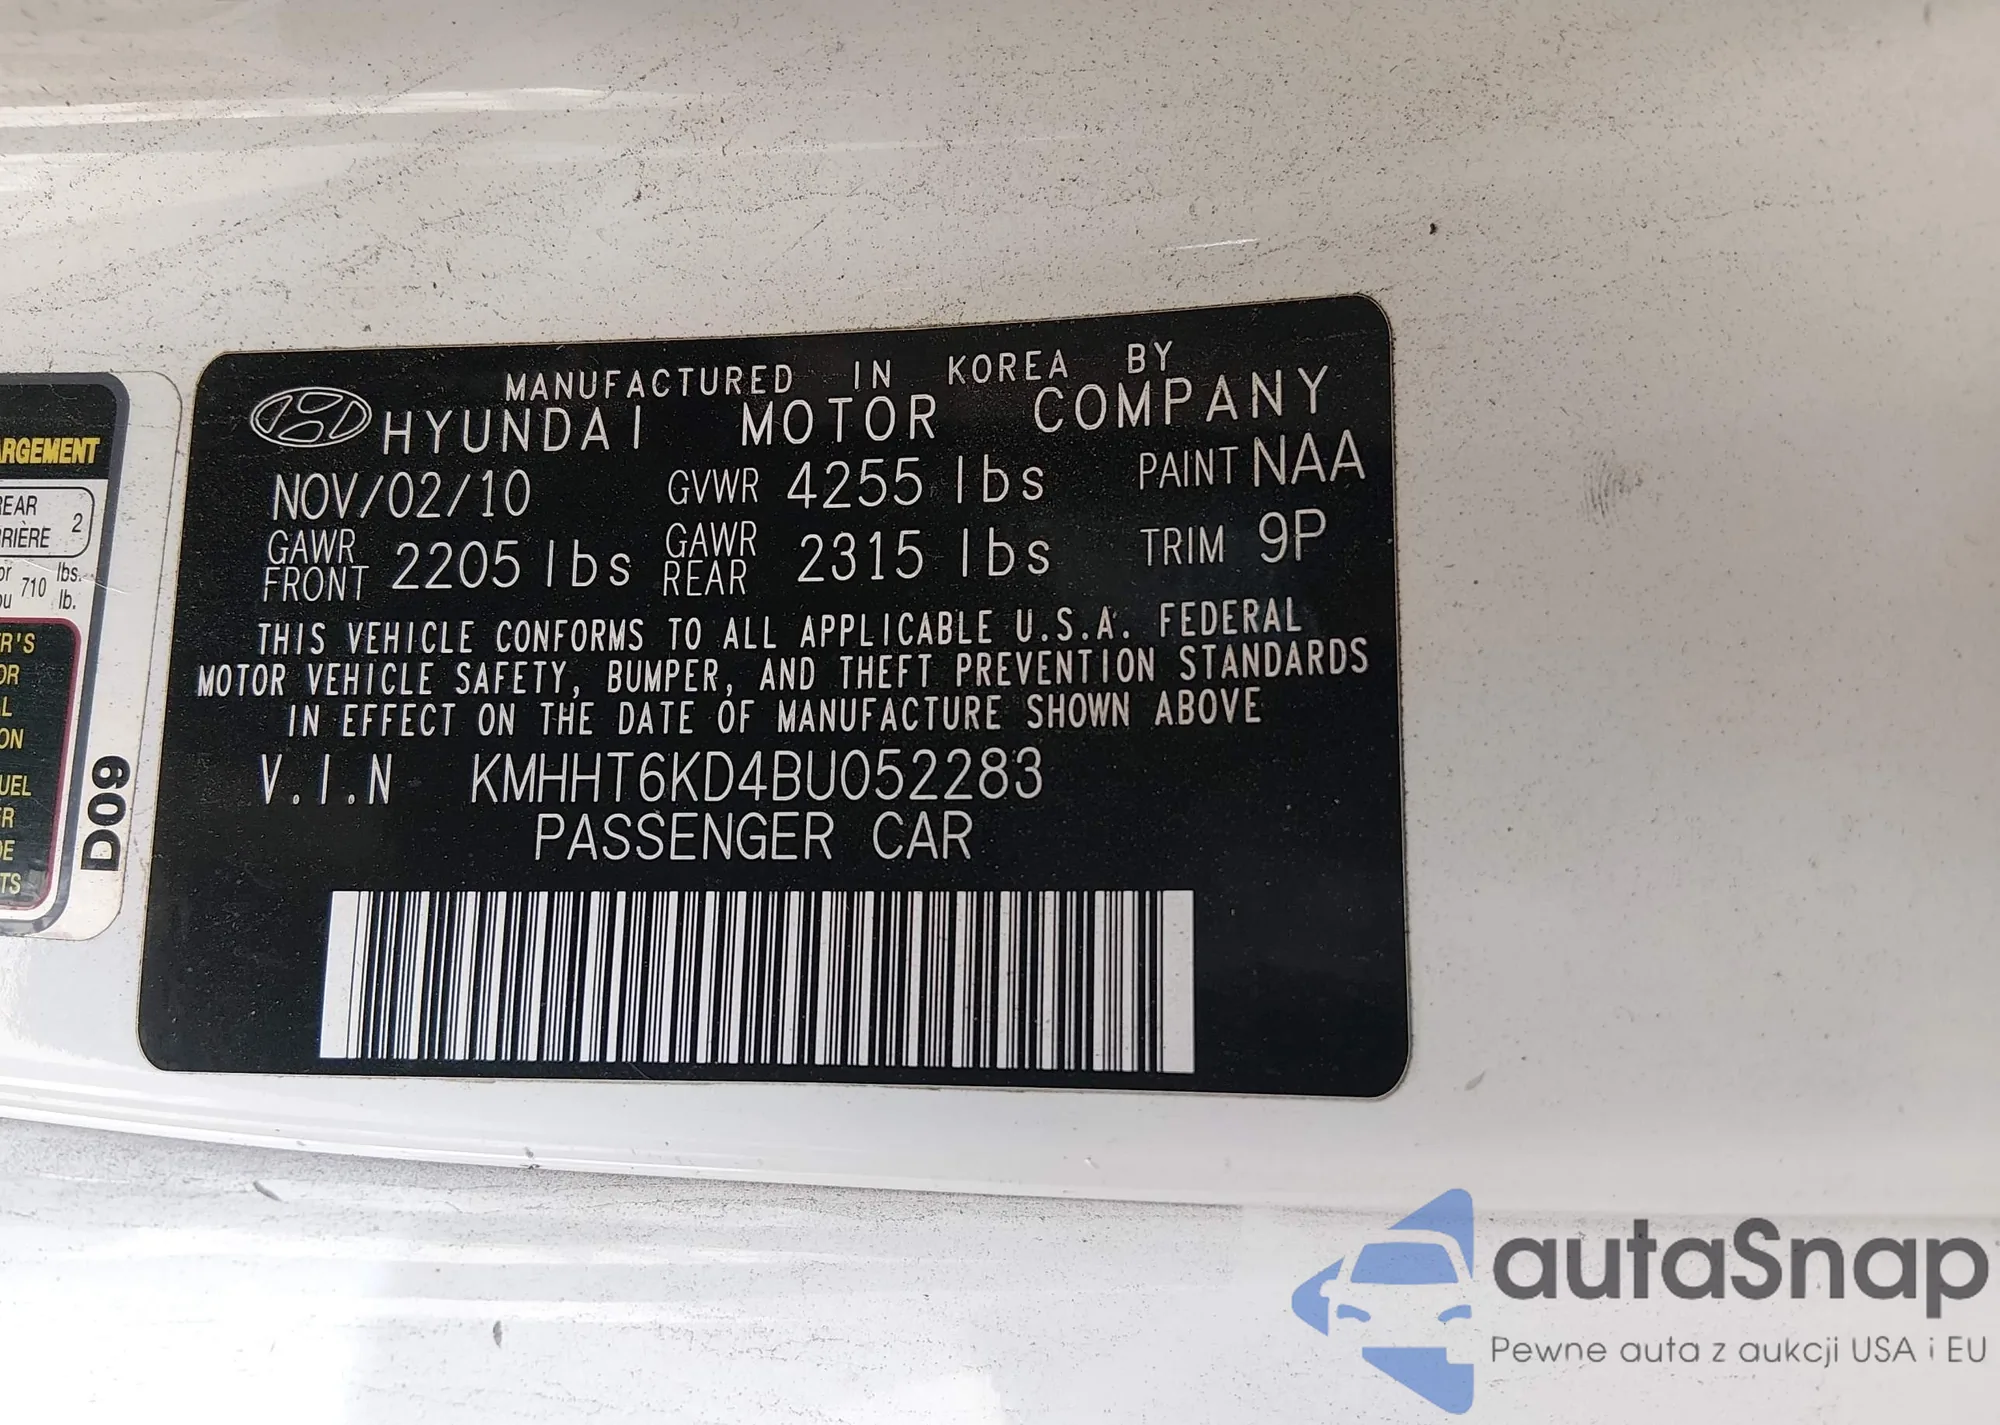 MANUFACTURED IN KOREA BY
HYUNDAI MOTOR COMPANY
NOV/02/10 GVWR 4255 lbs PAINT NAA
GAWR FRONT 2205 lbs GAWR REAR 2315 lbs TRIM 9P
THIS VEHICLE CONFORMS TO ALL APPLICABLE U.S.A. FEDERAL
MOTOR VEHICLE SAFETY, BUMPER, AND THEFT PREVENTION STANDARDS
IN EFFECT ON THE DATE OF MANUFACTURE SHOWN ABOVE
V.I.N KMHHT6KD4BU052283
PASSENGER CAR
REAR 2
710 lbs.
lb.
D09
autaSnap
Pewne auta z aukcji USA i EU